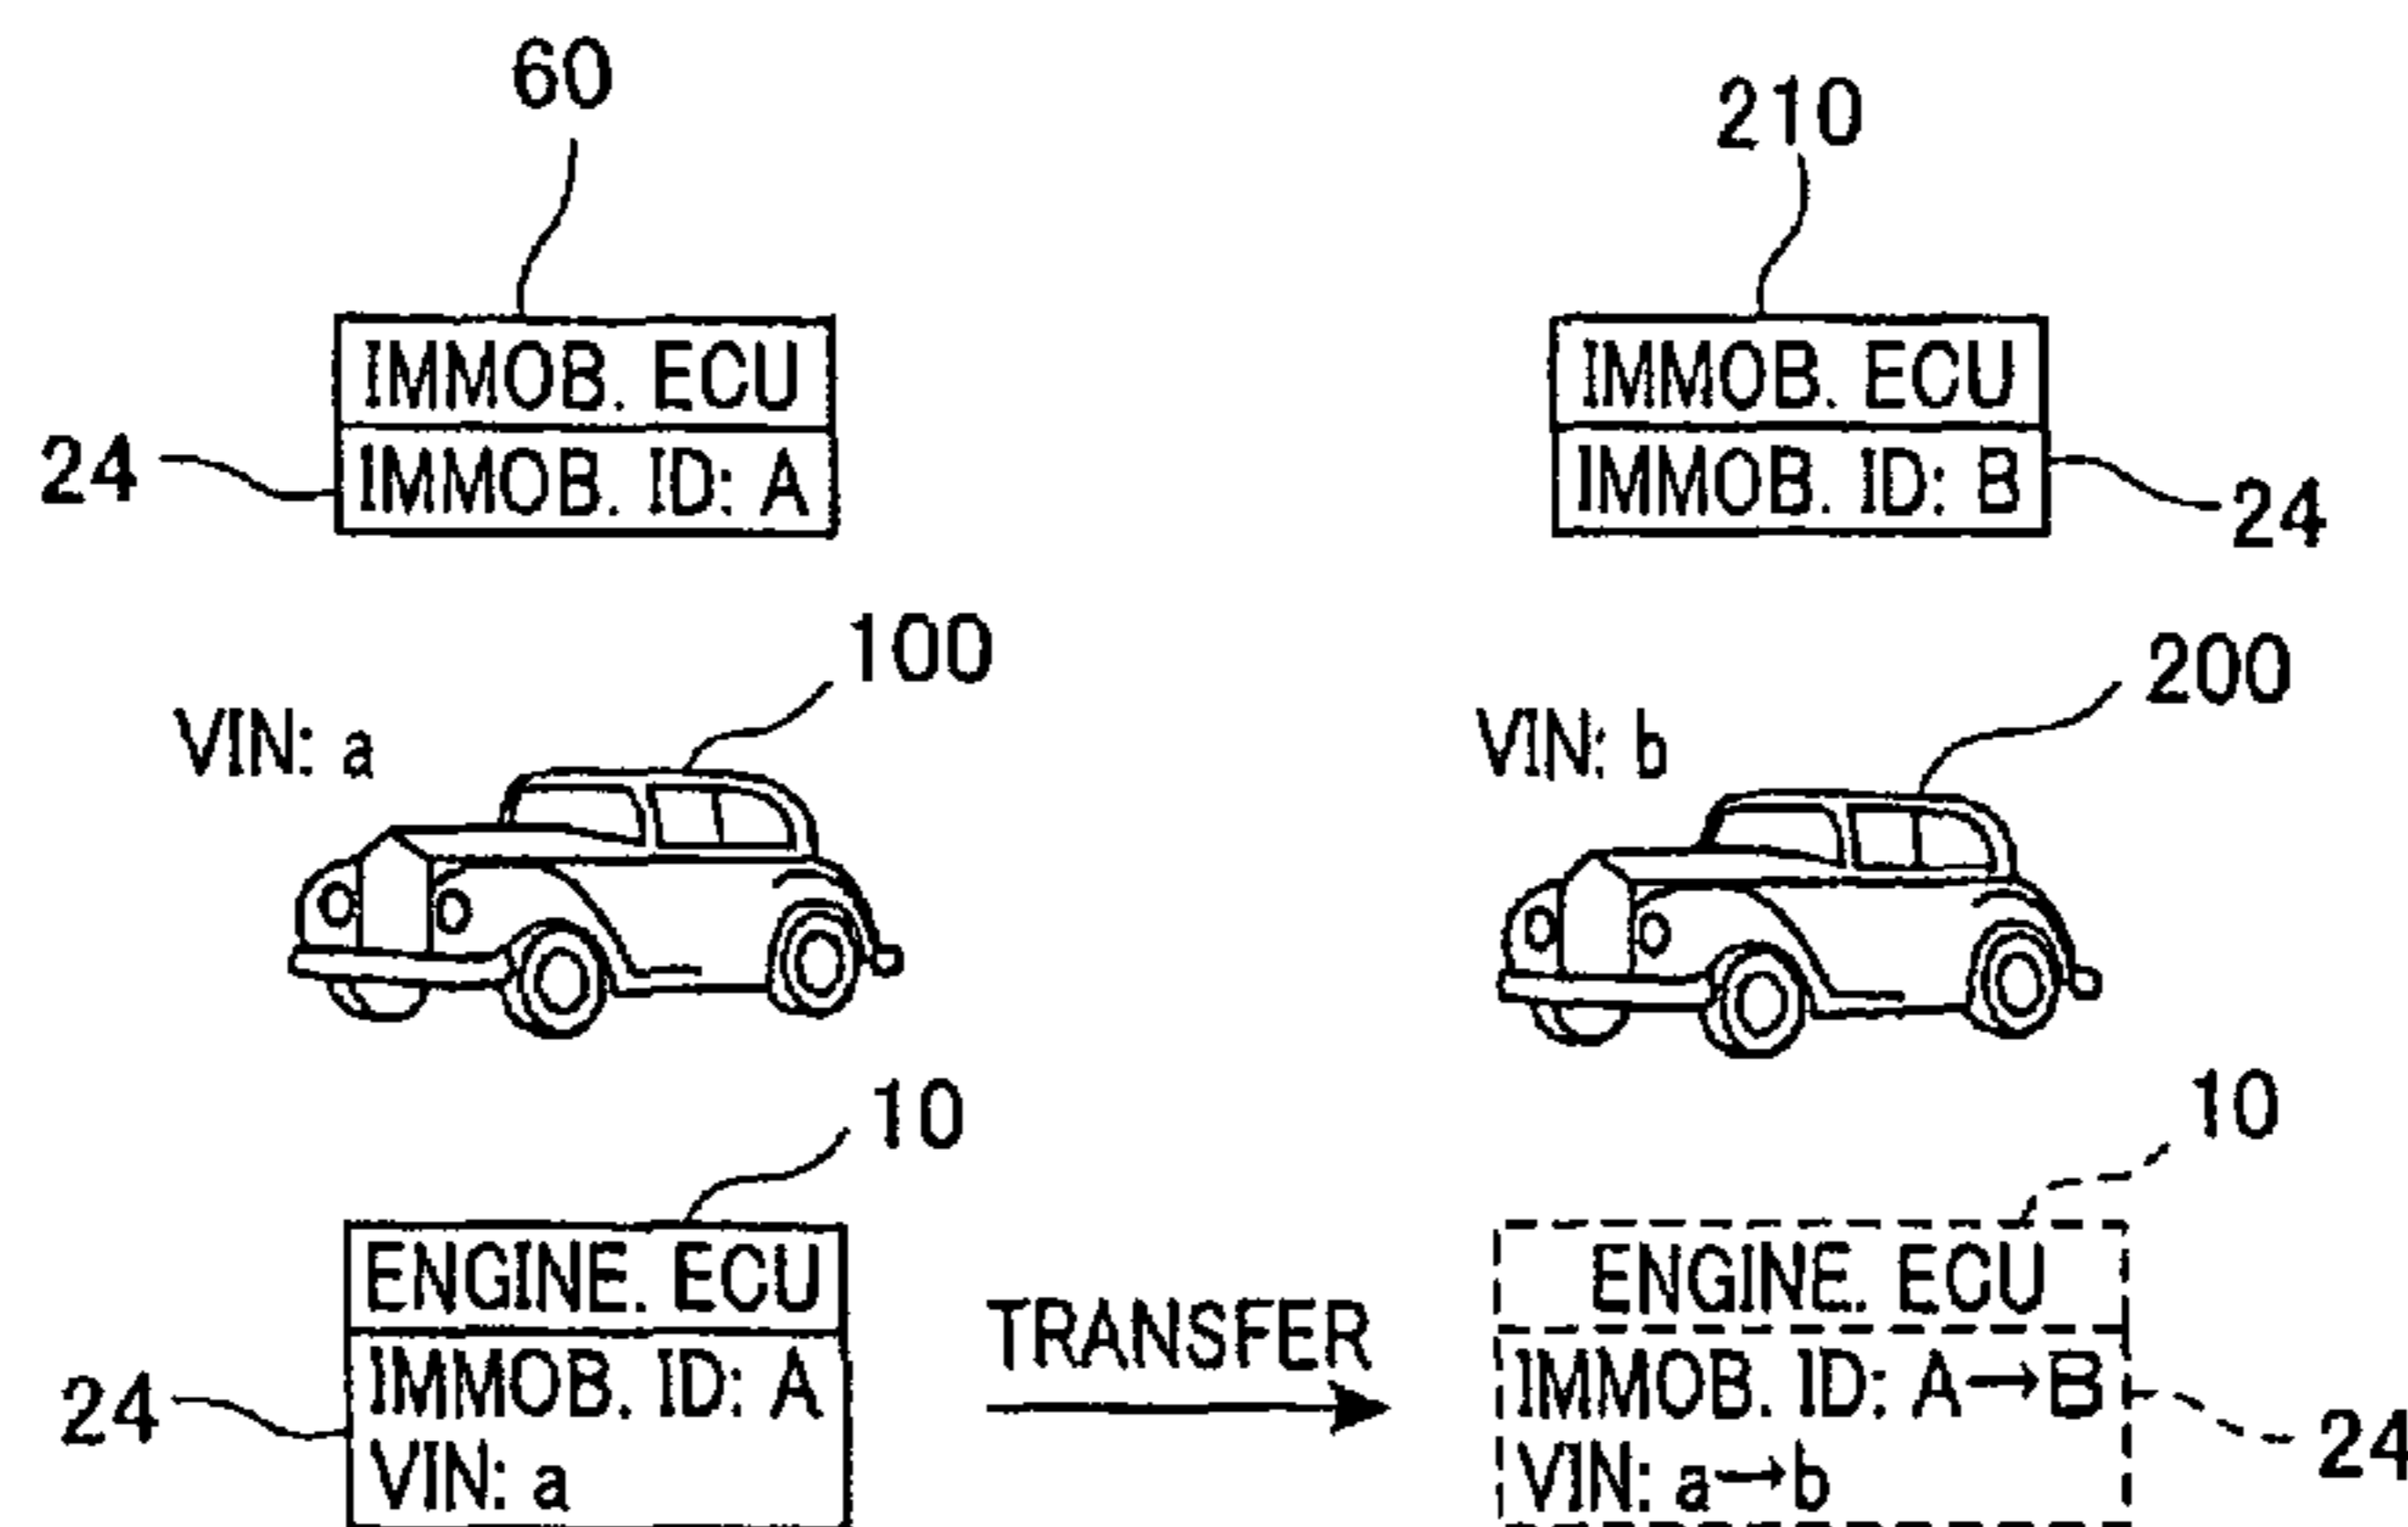 60
210
IMMOB. ECU
IMMOB. ECU
24
IMMOB. ID: A
IMMOB. ID: B
24
100
200
VIN: a
VIN: b
10
10
ENGINE. ECU
ENGINE. ECU
TRANSFER
24
IMMOB. ID: A
IMMOB. ID: A→B
24
VIN: a
VIN: a→b